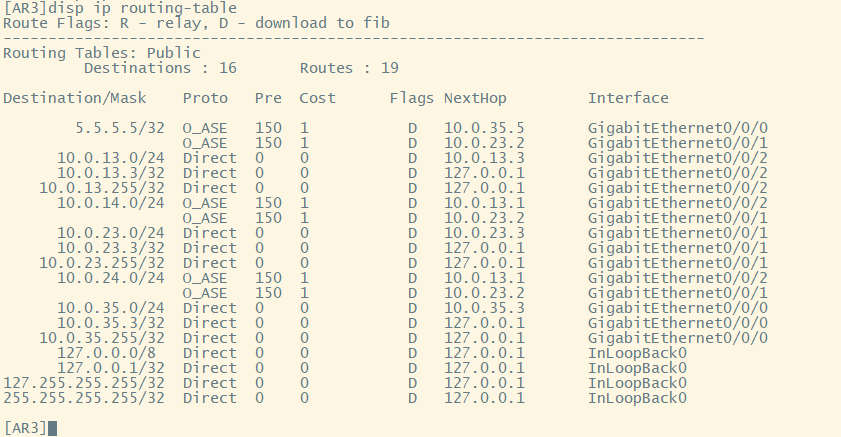 [AR3]disp ip routing-table
Route Flags: R - relay, D - download to fib
------------------------------------------------------------------------------
Routing Tables: Public
         Destinations : 16       Routes : 19

Destination/Mask    Proto   Pre  Cost      Flags NextHop         Interface

        5.5.5.5/32  O_ASE   150  1           D   10.0.35.5       GigabitEthernet0/0/0
                    O_ASE   150  1           D   10.0.23.2       GigabitEthernet0/0/1
      10.0.13.0/24  Direct  0    0           D   10.0.13.3       GigabitEthernet0/0/2
      10.0.13.3/32  Direct  0    0           D   127.0.0.1       GigabitEthernet0/0/2
    10.0.13.255/32  Direct  0    0           D   127.0.0.1       GigabitEthernet0/0/2
      10.0.14.0/24  O_ASE   150  1           D   10.0.13.1       GigabitEthernet0/0/2
                    O_ASE   150  1           D   10.0.23.2       GigabitEthernet0/0/1
      10.0.23.0/24  Direct  0    0           D   10.0.23.3       GigabitEthernet0/0/1
      10.0.23.3/32  Direct  0    0           D   127.0.0.1       GigabitEthernet0/0/1
    10.0.23.255/32  Direct  0    0           D   127.0.0.1       GigabitEthernet0/0/1
      10.0.24.0/24  O_ASE   150  1           D   10.0.13.1       GigabitEthernet0/0/2
                    O_ASE   150  1           D   10.0.23.2       GigabitEthernet0/0/1
      10.0.35.0/24  Direct  0    0           D   10.0.35.3       GigabitEthernet0/0/0
      10.0.35.3/32  Direct  0    0           D   127.0.0.1       GigabitEthernet0/0/0
    10.0.35.255/32  Direct  0    0           D   127.0.0.1       GigabitEthernet0/0/0
      127.0.0.0/8   Direct  0    0           D   127.0.0.1       InLoopBack0
      127.0.0.1/32  Direct  0    0           D   127.0.0.1       InLoopBack0
127.255.255.255/32  Direct  0    0           D   127.0.0.1       InLoopBack0
255.255.255.255/32  Direct  0    0           D   127.0.0.1       InLoopBack0

[AR3]